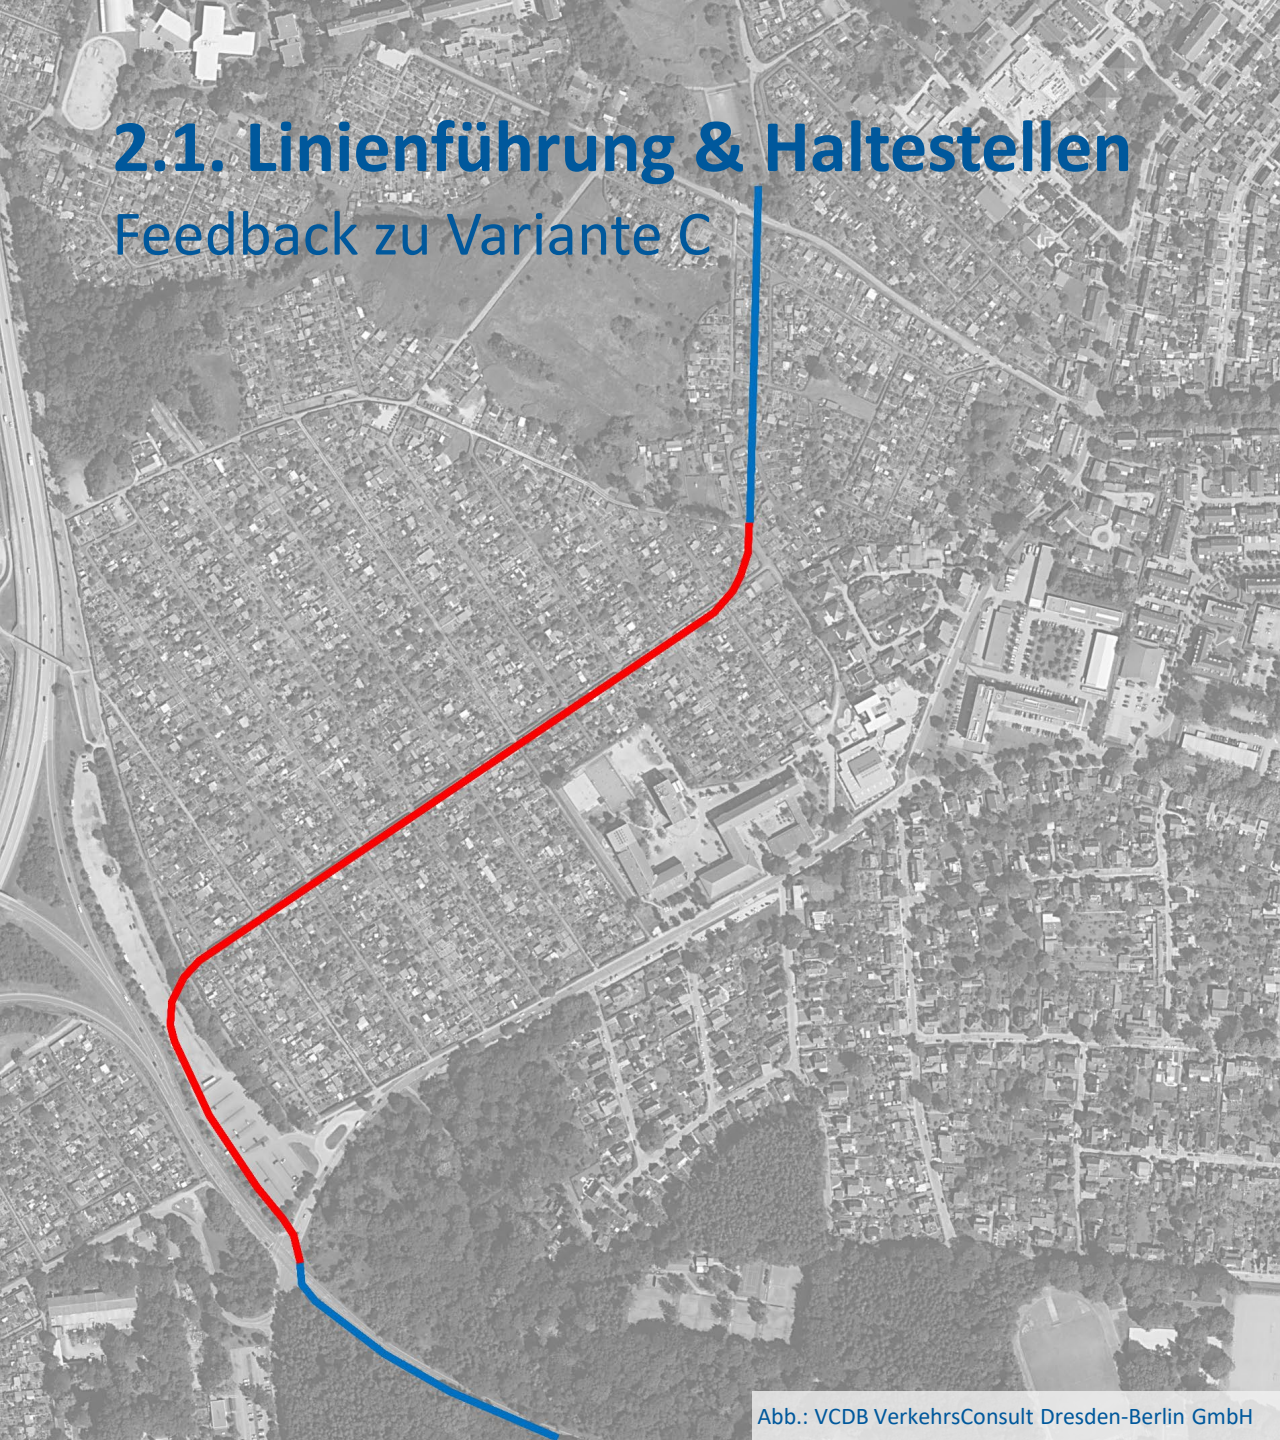 2.1. Linienführung & Haltestellen
Feedback zu Variante C
Abb.: VCDB VerkehrsConsult Dresden-Berlin GmbH